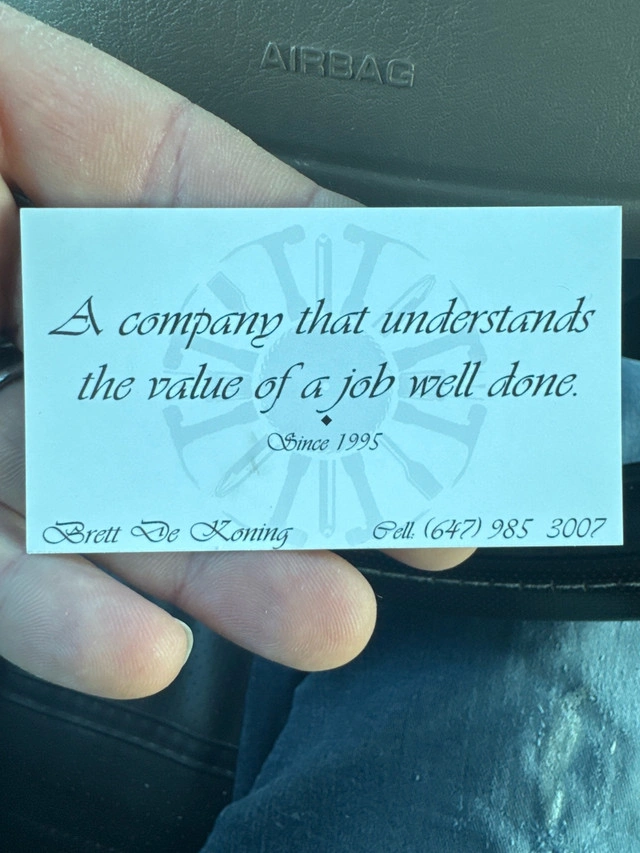 AIRBAG
A company that understands
the value of a job well done.
Since 1995
Brett De Koning Cell: (647) 985 3007